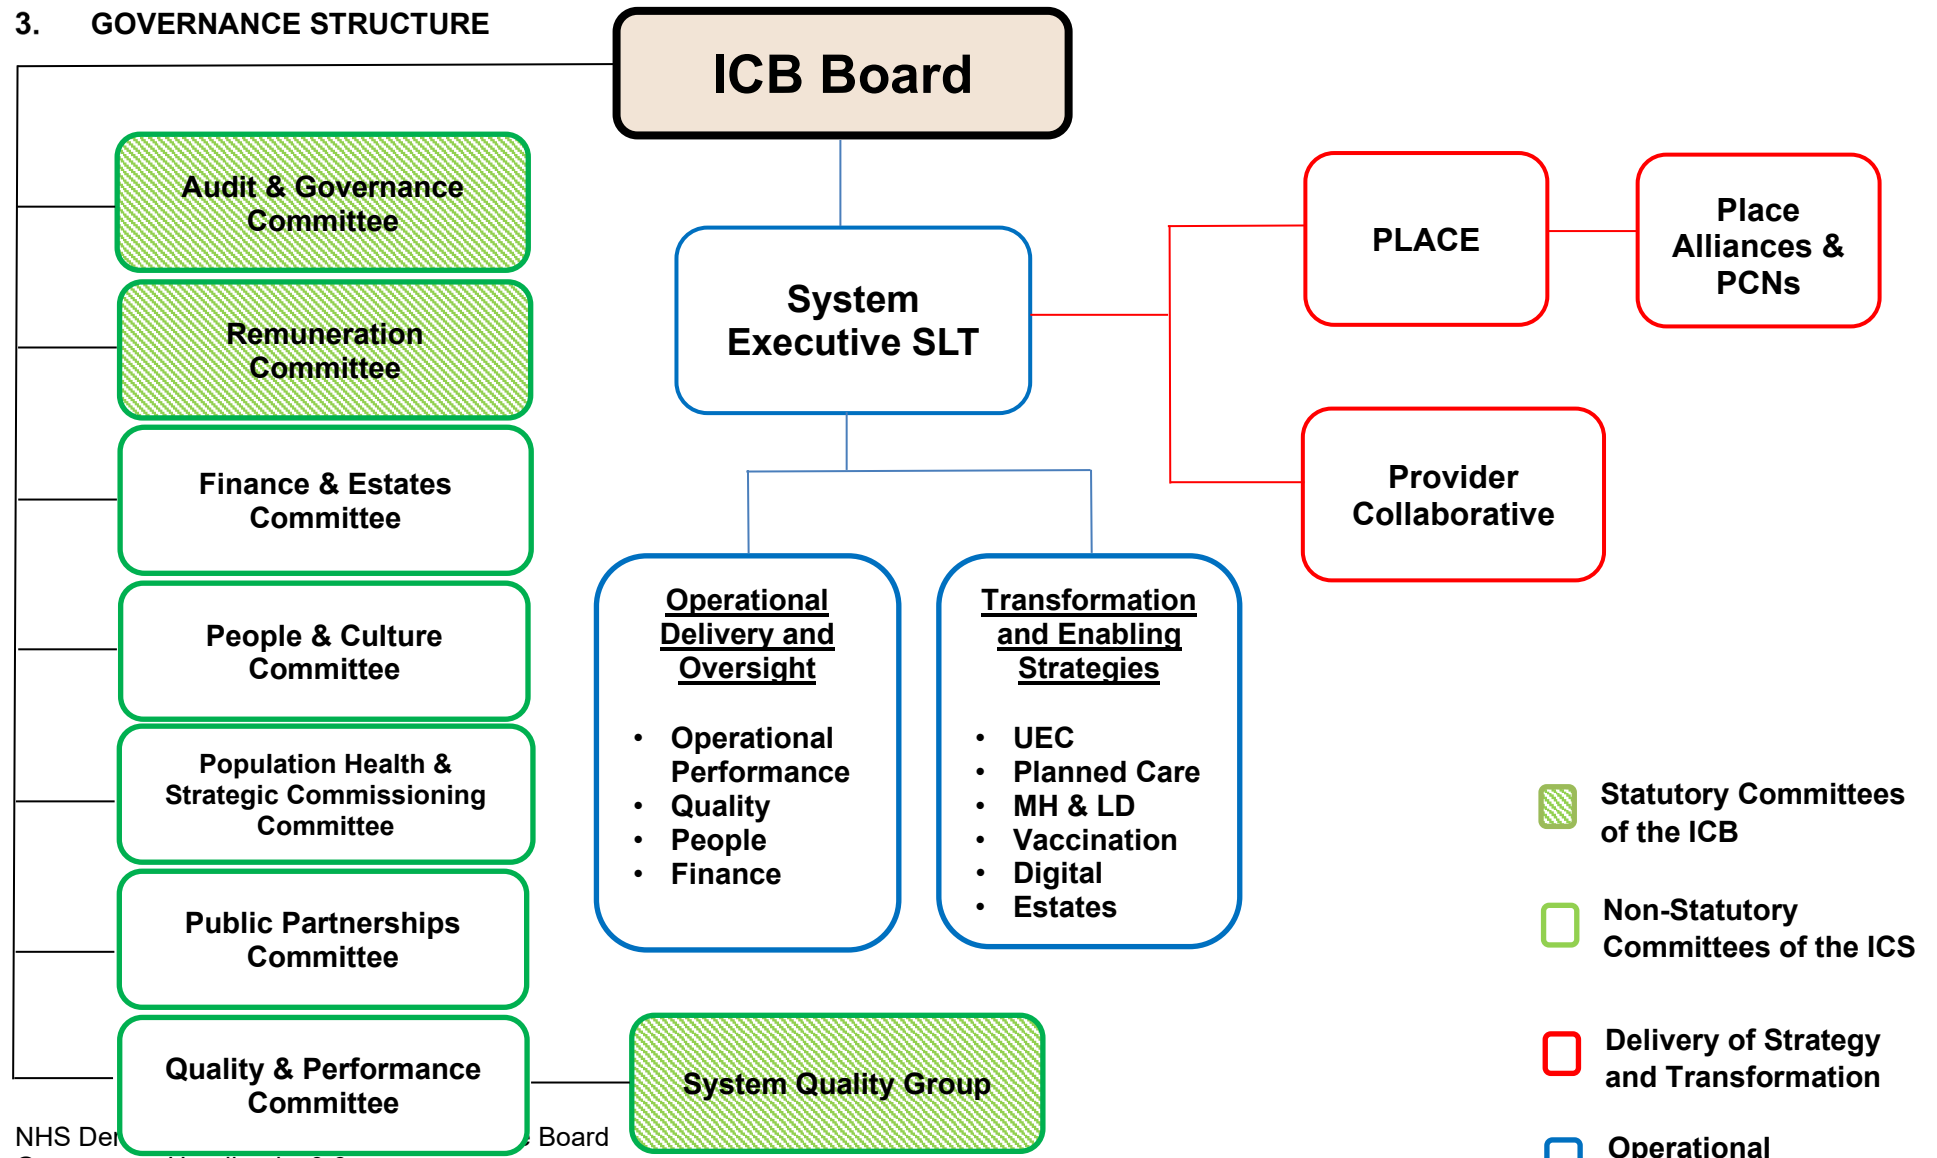 3. GOVERNANCE STRUCTURE
ICB Board
Audit & Governance
Committee
Remuneration
Committee
Finance & Estates
Committee
People & Culture
Committee
Population Health &
Strategic Commissioning
Committee
Public Partnerships
Committee
Quality & Performance
Committee
System Quality Group
System
Executive SLT
Operational
Delivery and
Oversight
• Operational
Performance
• Quality
• People
• Finance
Transformation
and Enabling
Strategies
• UEC
• Planned Care
• MH & LD
• Vaccination
• Digital
• Estates
PLACE
Place
Alliances &
PCNs
Provider
Collaborative
Statutory Committees
of the ICB
Non-Statutory
Committees of the ICS
Delivery of Strategy
and Transformation
Operational
NHS Board